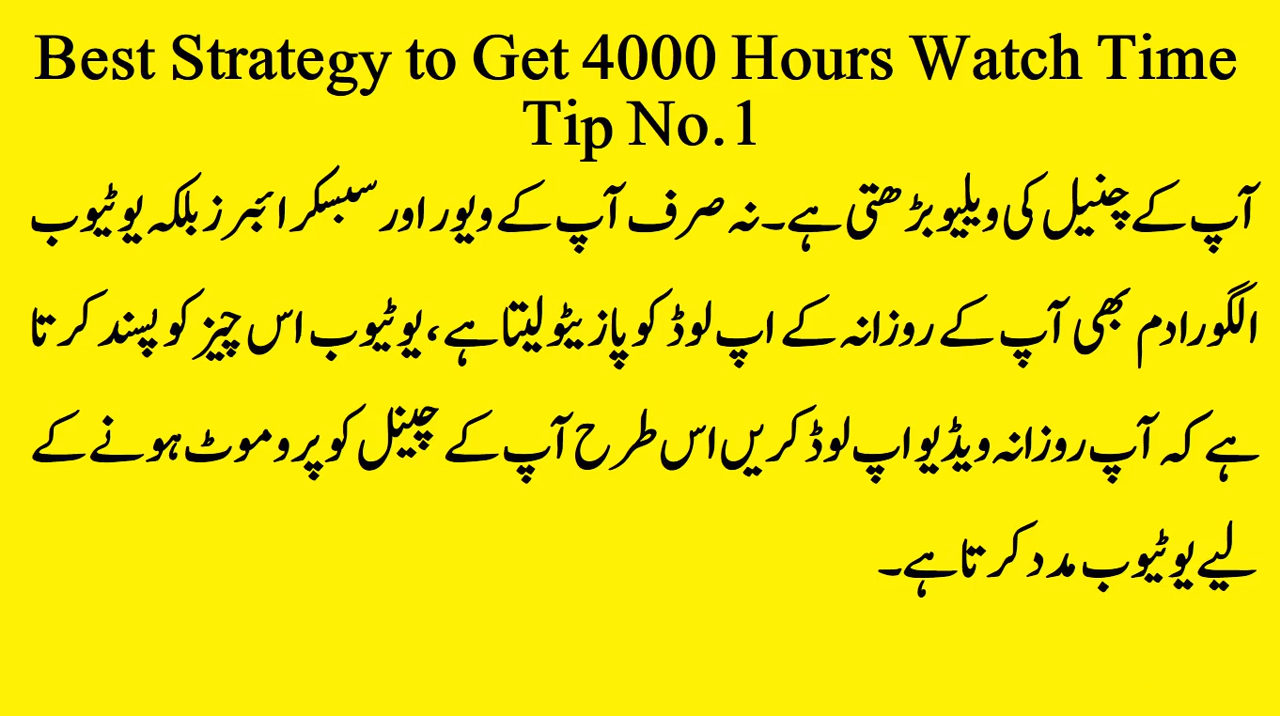 Best Strategy to Get 4000 Hours Watch Time
Tip No.1
آپ کے چنیل کی ویلیو بڑھتی ہے۔ نہ صرف آپ کے ویور اور سبسکرائبرز بلکہ یوٹیوب
الگورادم بھی آپ کے روزانہ کے اپ لوڈ کو پازیٹو لیتا ہے، یوٹیوب اس چیز کو پسند کرتا
ہے کہ آپ روزانہ ویڈیو اپ لوڈ کریں اس طرح آپ کے چینل کو پروموٹ ہونے کے
لیے یوٹیوب مدد کرتا ہے۔